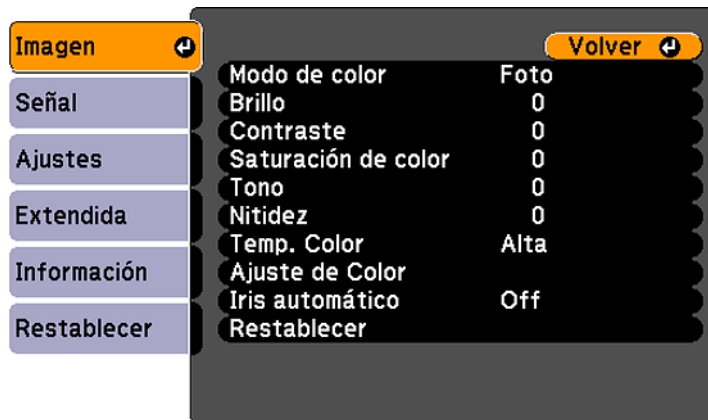 Imagen
Señal
Ajustes
Extendida
Información
Restablecer
Volver
Modo de color Foto
Brillo 0
Contraste 0
Saturación de color 0
Tono 0
Nitidez 0
Temp. Color Alta
Ajuste de Color
Iris automático Off
Restablecer